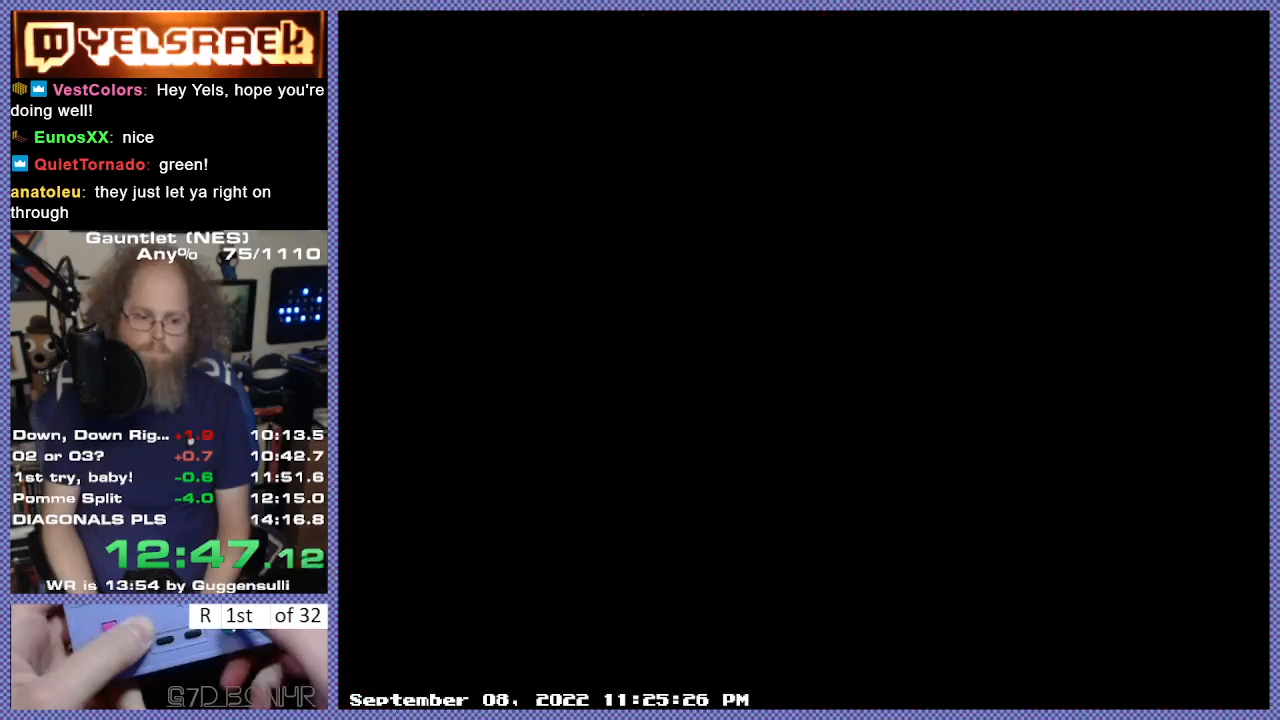 YELSRAEK
VestColors: Hey Yels, hope you're
doing well!
EunosXX: nice
QuietTornado: green!
anatoleu: they just let ya right on
through
Gauntlet (NES)
Any% 75/1110
Down, Down Rig... +1.9 10:13.5
O2 or O3? +0.7 10:42.7
1st try, baby! -0.6 11:51.6
Pomme Split -4.0 12:15.0
DIAGONALS PLS 14:16.8
12:47.12
WR is 13:54 by Guggensulli
R 1st of 32
September 08, 2022 11:25:26 PM